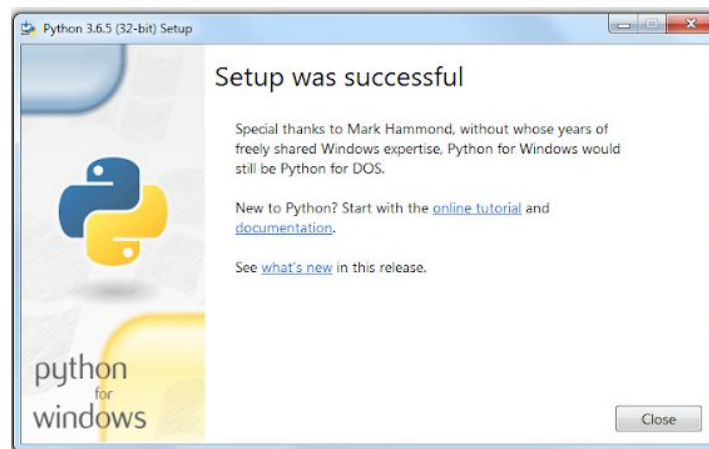 Python 3.6.5 (32-bit) Setup
Setup was successful
Special thanks to Mark Hammond, without whose years of
freely shared Windows expertise, Python for Windows would
still be Python for DOS.
New to Python? Start with the online tutorial and
documentation.
See what's new in this release.
python
for
windows
Close